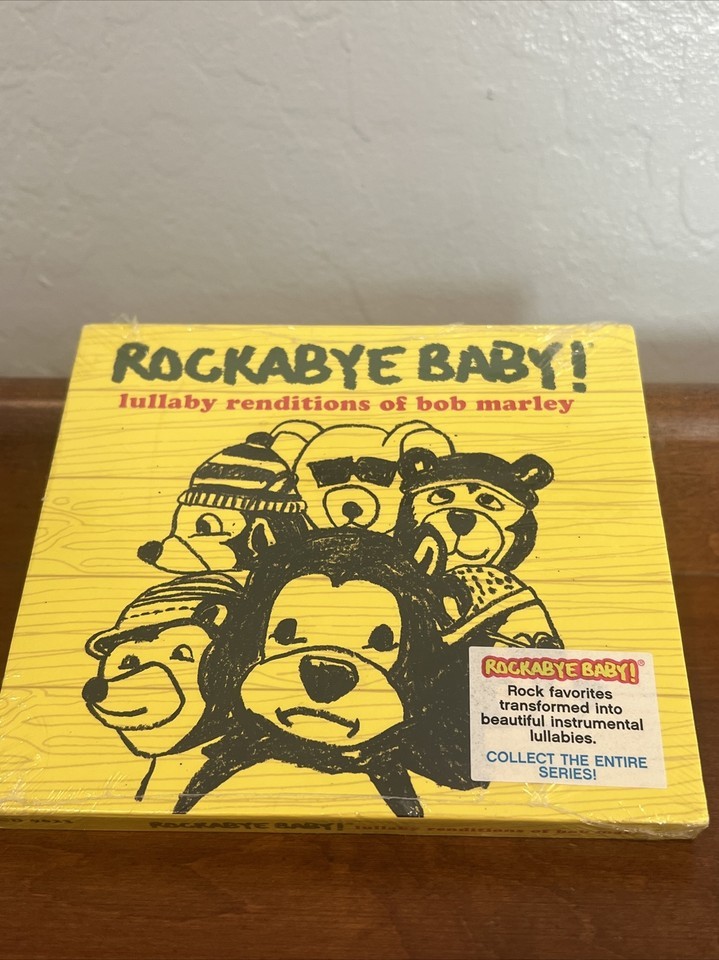 ROCKABYE BABY!
lullaby renditions of bob marley
ROCKABYE BABY!®
Rock favorites
transformed into
beautiful instrumental
lullabies.
COLLECT THE ENTIRE
SERIES!
ROCKABYE BABY! lullaby renditions of bob